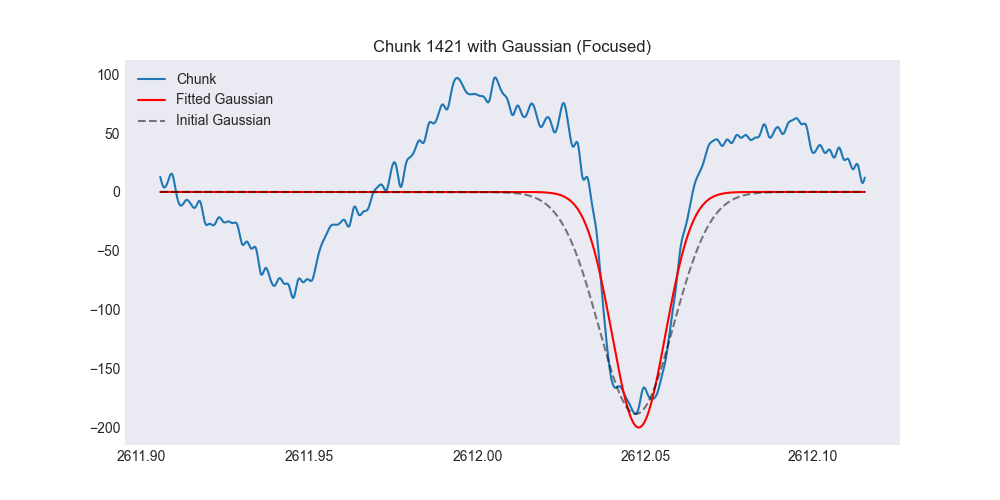 Chunk 1421 with Gaussian (Focused)
Chunk
Fitted Gaussian
Initial Gaussian
100
50
0
−50
−100
−150
−200
2611.90 2611.95 2612.00 2612.05 2612.10